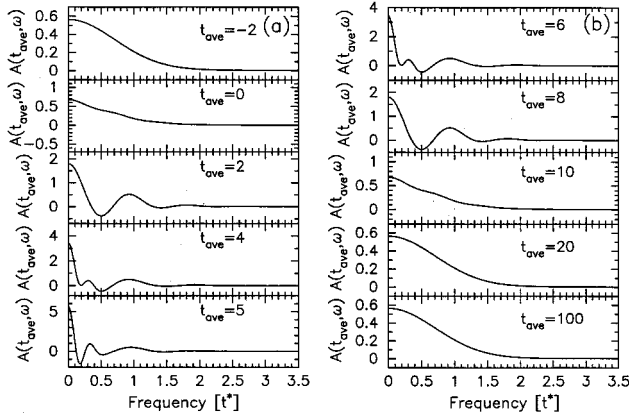 0.6
0.4
0.2
0
A(t_ave,ω)
t_ave=−2
(a)
1
0.5
0
−0.5
A(t_ave,ω)
t_ave=0
2
1
0
A(t_ave,ω)
t_ave=2
4
2
0
A(t_ave,ω)
t_ave=4
5
0
A(t_ave,ω)
t_ave=5
0 0.5 1 1.5 2 2.5 3 3.5
Frequency [t*]
4
2
0
A(t_ave,ω)
t_ave=6
(b)
2
1
0
A(t_ave,ω)
t_ave=8
1
0.5
0
A(t_ave,ω)
t_ave=10
0.6
0.4
0.2
0
A(t_ave,ω)
t_ave=20
0.6
0.4
0.2
0
A(t_ave,ω)
t_ave=100
0 0.5 1 1.5 2 2.5 3 3.5
Frequency [t*]